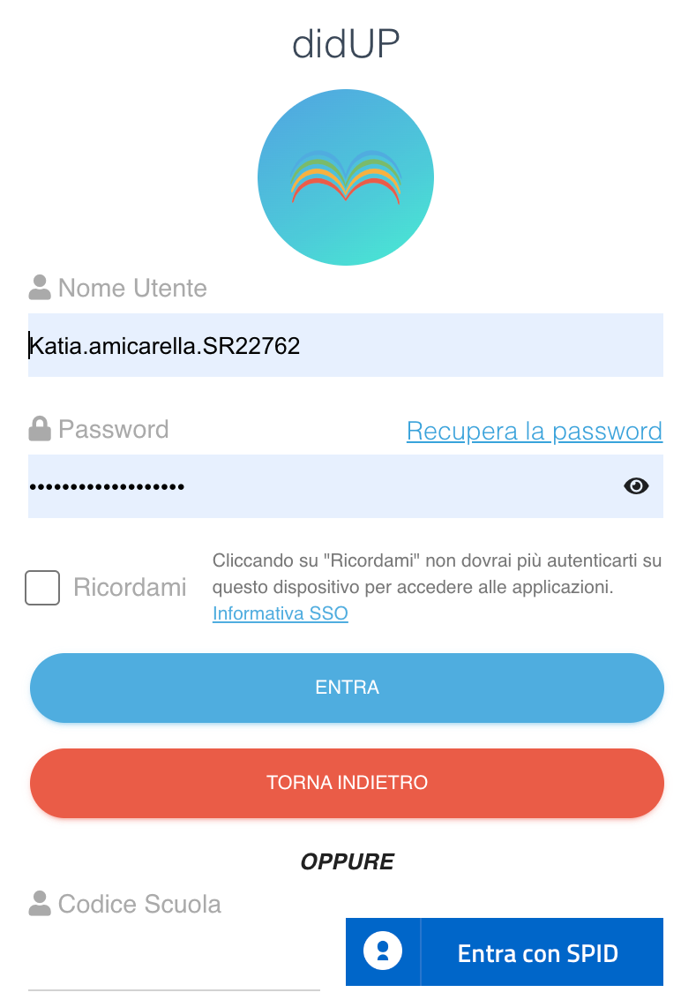 didUP
Nome Utente
Katia.amicarella.SR22762
Password
Recupera la password
•••••••••••••••••••
Ricordami
Cliccando su "Ricordami" non dovrai più autenticarti su
questo dispositivo per accedere alle applicazioni.
Informativa SSO
ENTRA
TORNA INDIETRO
OPPURE
Codice Scuola
Entra con SPID